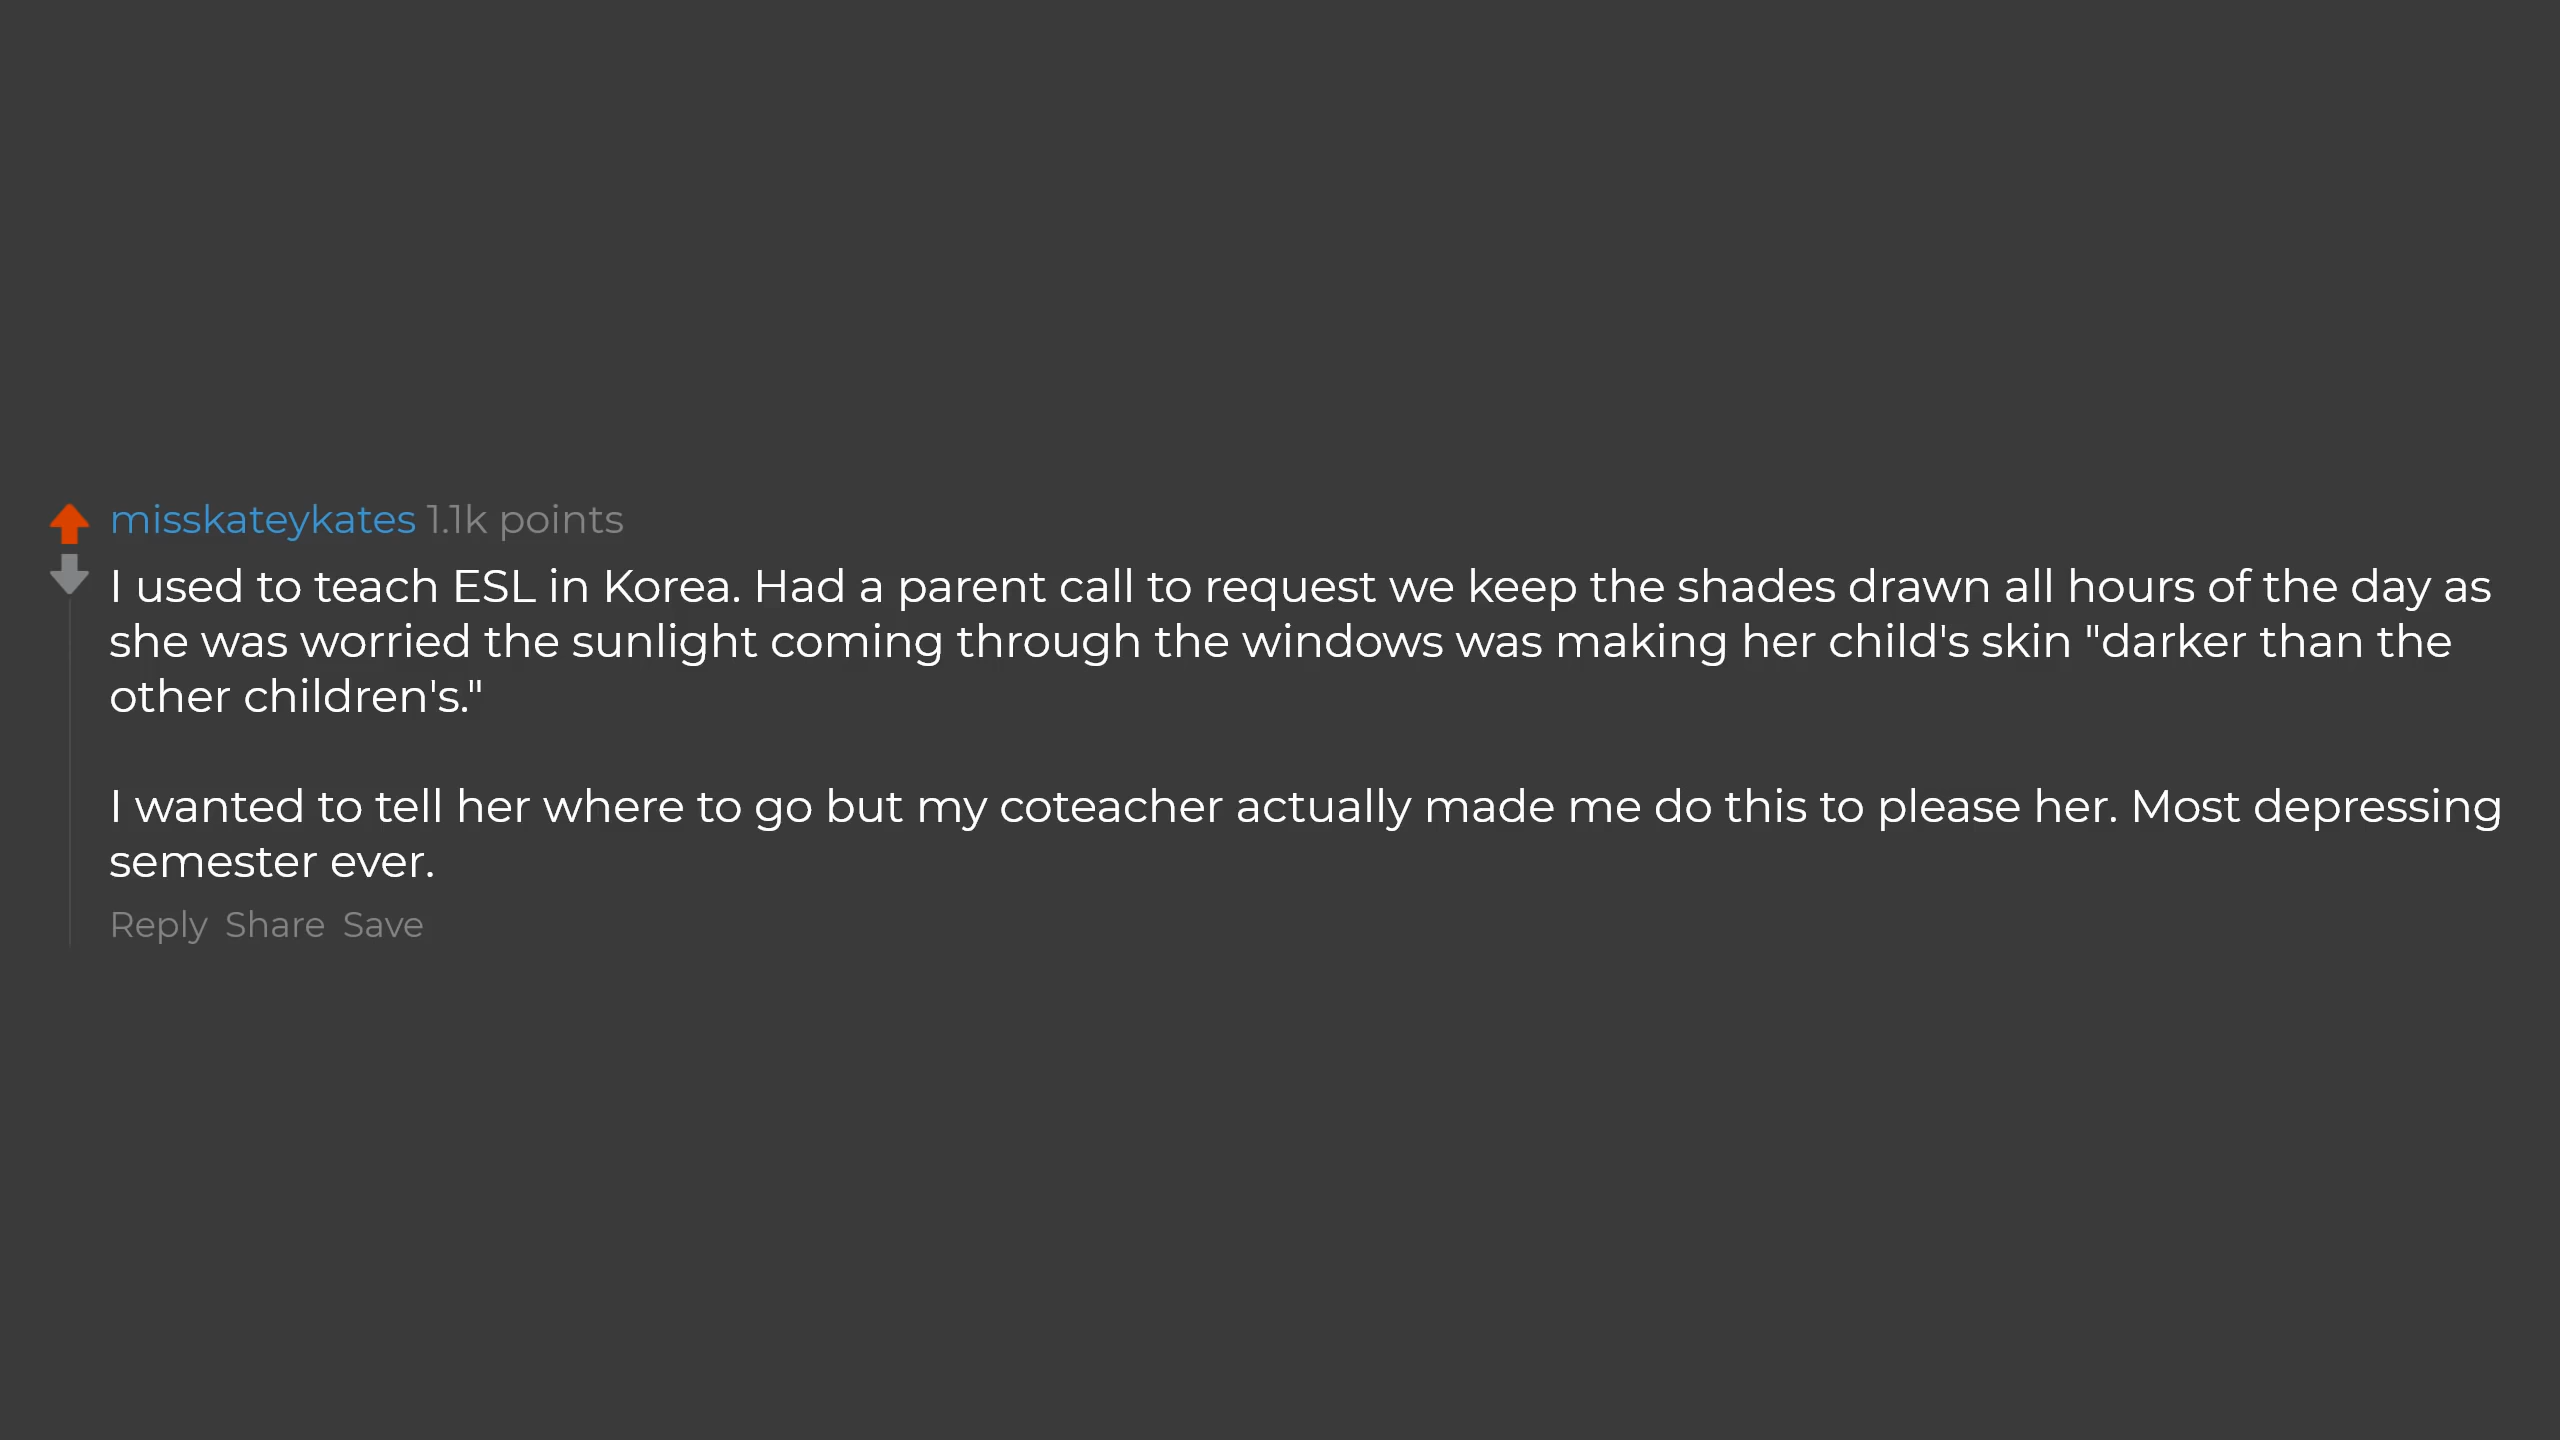 misskateykates 1.1k points
I used to teach ESL in Korea. Had a parent call to request we keep the shades drawn all hours of the day as
she was worried the sunlight coming through the windows was making her child's skin "darker than the
other children's."
I wanted to tell her where to go but my coteacher actually made me do this to please her. Most depressing
semester ever.
Reply Share Save